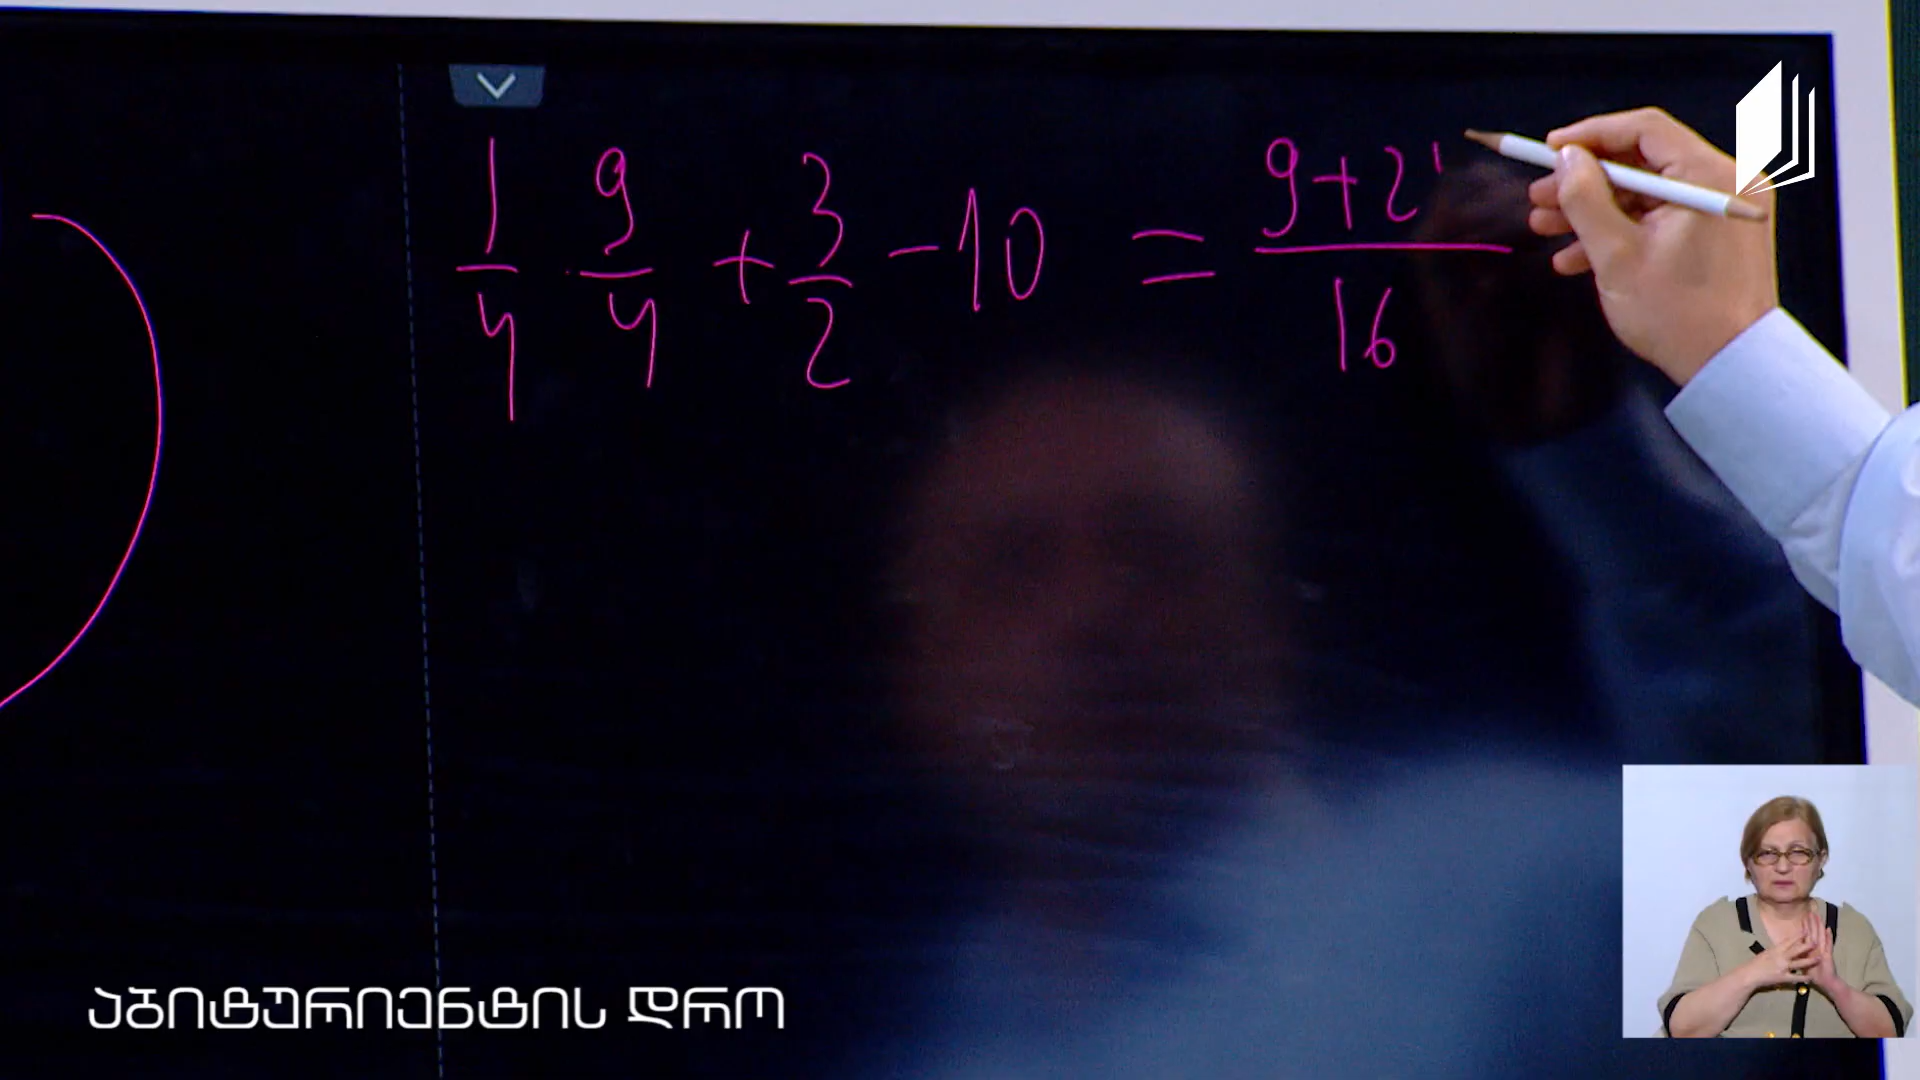 1/4 · 9/4 + 3/2 - 10 = 9+2/16
აბიტურიენტის დრო